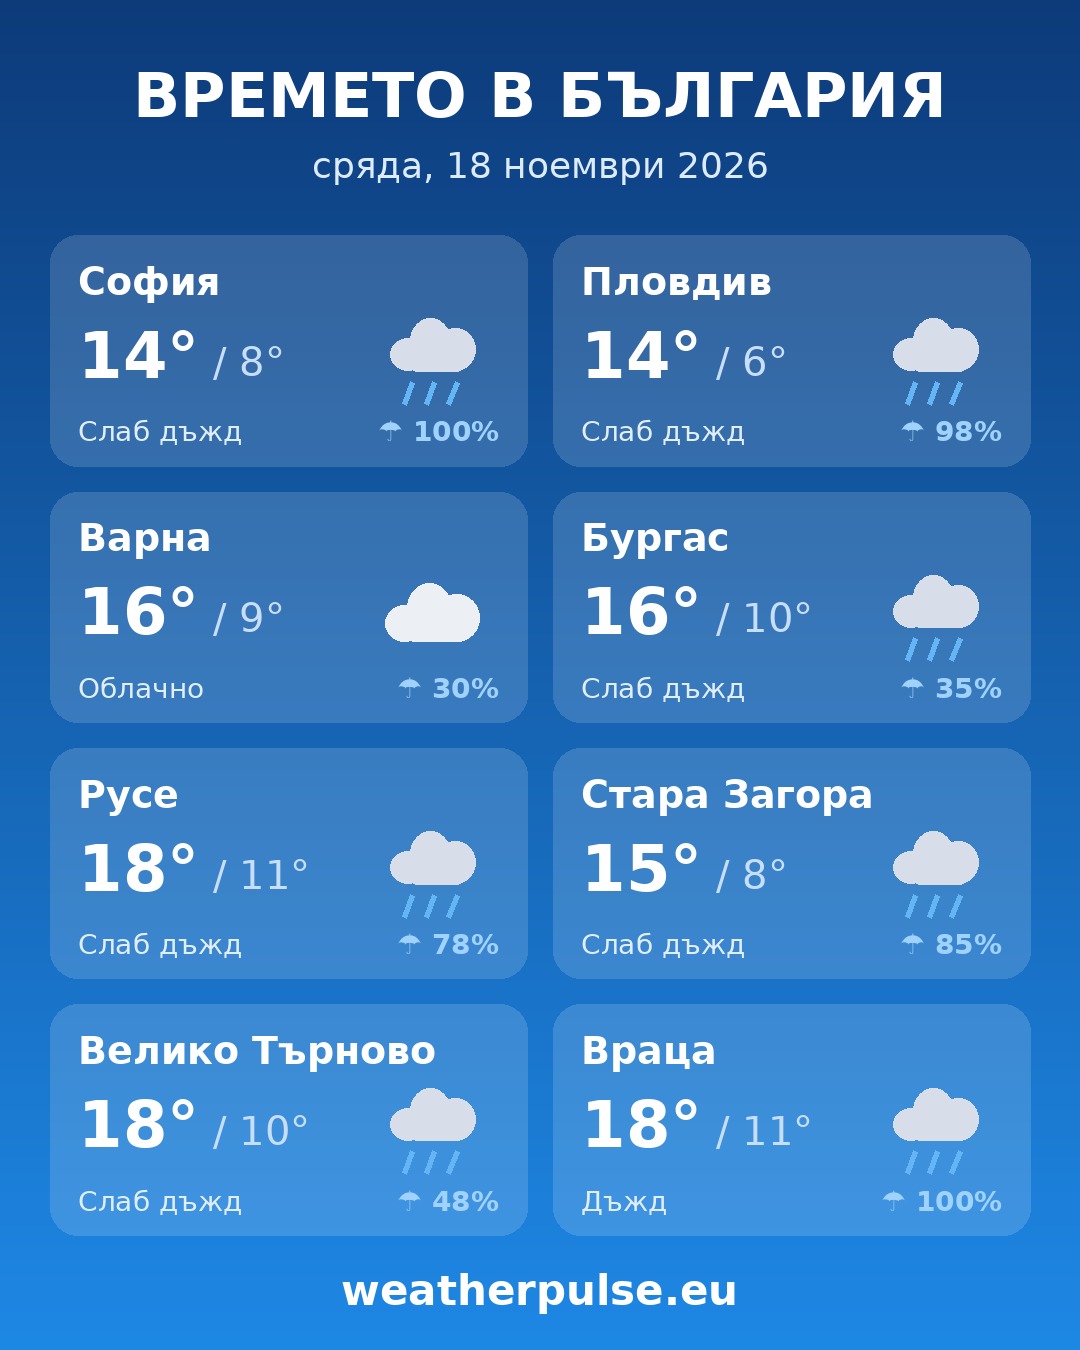 ВРЕМЕТО В БЪЛГАРИЯ
сряда, 18 ноември 2026
София
14° / 8°
Слаб дъжд
☂ 100%
Пловдив
14° / 6°
Слаб дъжд
☂ 98%
Варна
16° / 9°
Облачно
☂ 30%
Бургас
16° / 10°
Слаб дъжд
☂ 35%
Русе
18° / 11°
Слаб дъжд
☂ 78%
Стара Загора
15° / 8°
Слаб дъжд
☂ 85%
Велико Търново
18° / 10°
Слаб дъжд
☂ 48%
Враца
18° / 11°
Дъжд
☂ 100%
weatherpulse.eu